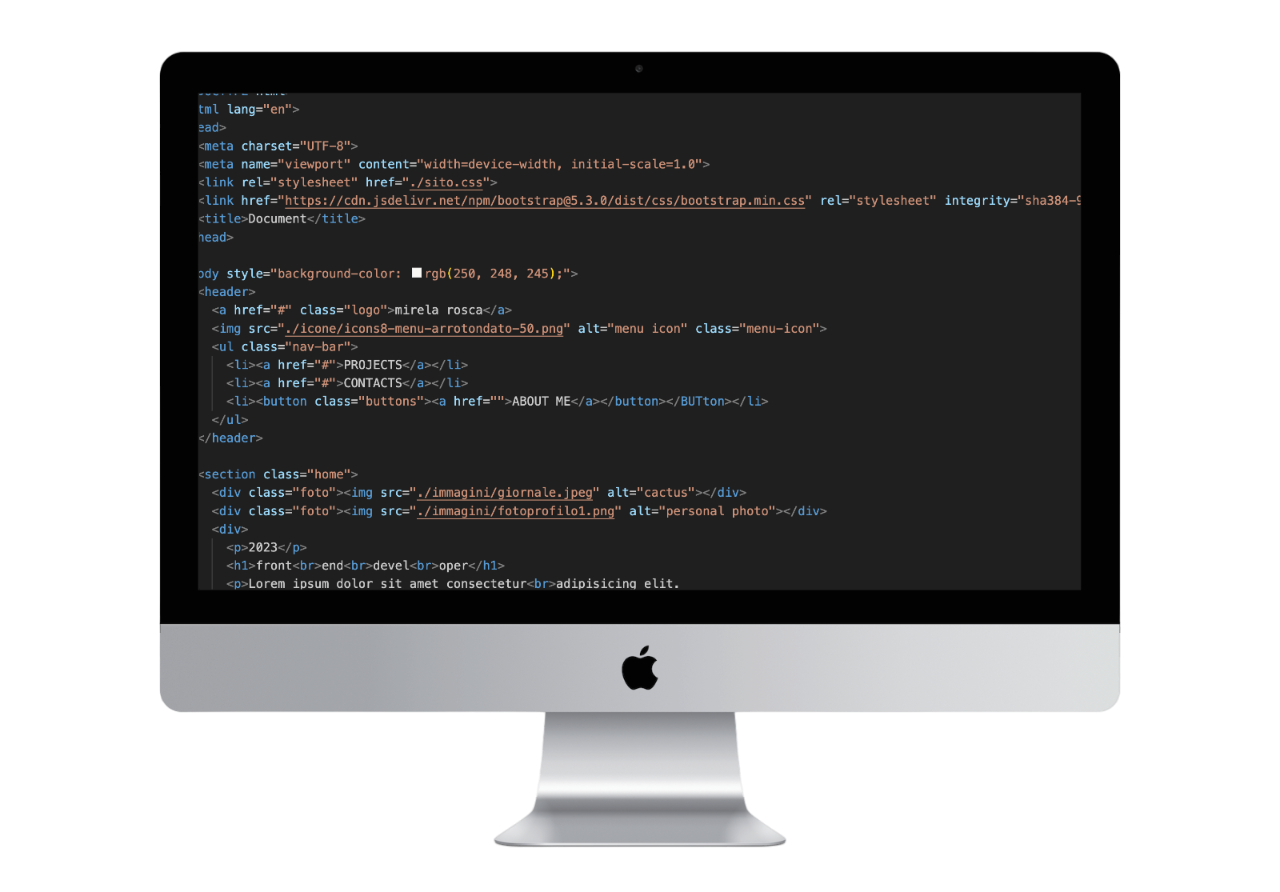 tml lang="en">
ead>
<meta charset="UTF-8">
<meta name="viewport" content="width=device-width, initial-scale=1.0">
<link rel="stylesheet" href="./sito.css">
<link href="https://cdn.jsdelivr.net/npm/bootstrap@5.3.0/dist/css/bootstrap.min.css" rel="stylesheet" integrity="sha384-9
<title>Document</title>
head>
ody style="background-color: rgb(250, 248, 245);">
<header>
<a href="#" class="logo">mirela rosca</a>
<img src="./icone/icons8-menu-arrotondato-50.png" alt="menu icon" class="menu-icon">
<ul class="nav-bar">
<li><a href="#">PROJECTS</a></li>
<li><a href="#">CONTACTS</a></li>
<li><button class="buttons"><a href="">ABOUT ME</a></button></BUTton></li>
</ul>
</header>
<section class="home">
<div class="foto"><img src="./immagini/giornale.jpeg" alt="cactus"></div>
<div class="foto"><img src="./immagini/fotoprofilo1.png" alt="personal photo"></div>
<div>
<p>2023</p>
<h1>front<br>end<br>devel<br>oper</h1>
<p>Lorem ipsum dolor sit amet consectetur<br>adipisicing elit.